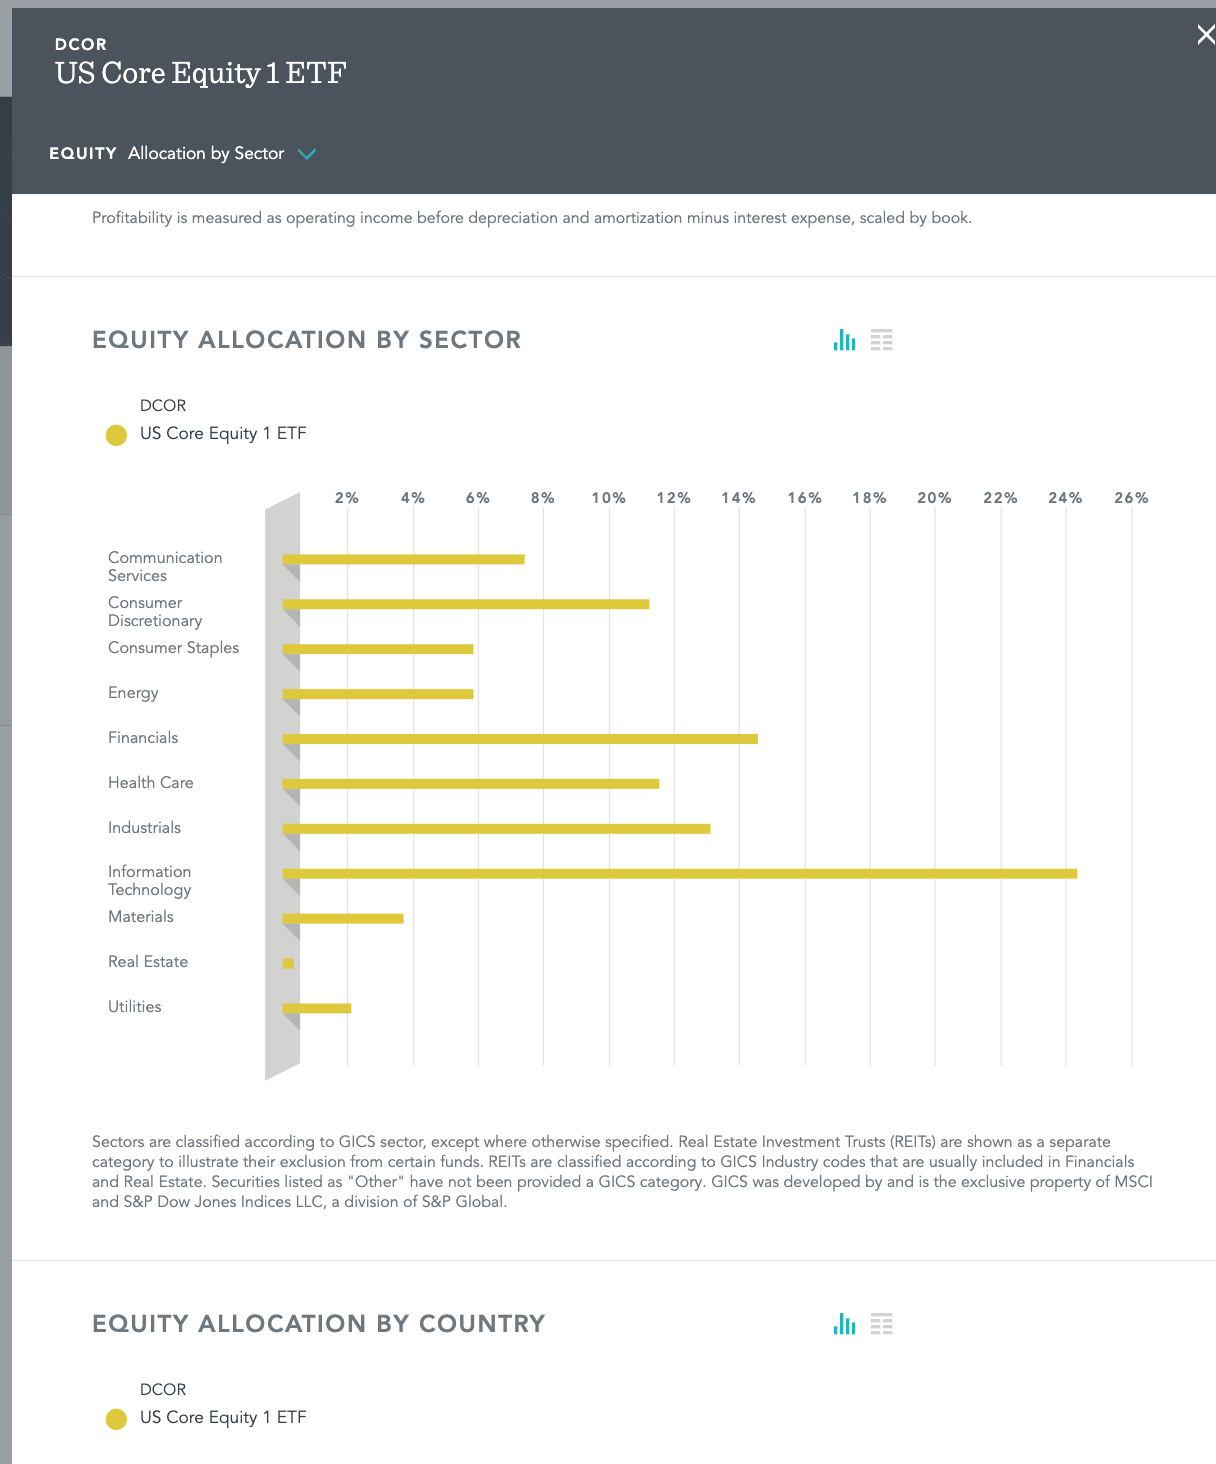 DCOR
US Core Equity 1 ETF
EQUITY Allocation by Sector
Profitability is measured as operating income before depreciation and amortization minus interest expense, scaled by book.
EQUITY ALLOCATION BY SECTOR
DCOR
US Core Equity 1 ETF
2% 4% 6% 8% 10% 12% 14% 16% 18% 20% 22% 24% 26%
Communication
Services
Consumer
Discretionary
Consumer Staples
Energy
Financials
Health Care
Industrials
Information
Technology
Materials
Real Estate
Utilities
Sectors are classified according to GICS sector, except where otherwise specified. Real Estate Investment Trusts (REITs) are shown as a separate
category to illustrate their exclusion from certain funds. REITs are classified according to GICS Industry codes that are usually included in Financials
and Real Estate. Securities listed as "Other" have not been provided a GICS category. GICS was developed by and is the exclusive property of MSCI
and S&P Dow Jones Indices LLC, a division of S&P Global.
EQUITY ALLOCATION BY COUNTRY
DCOR
US Core Equity 1 ETF